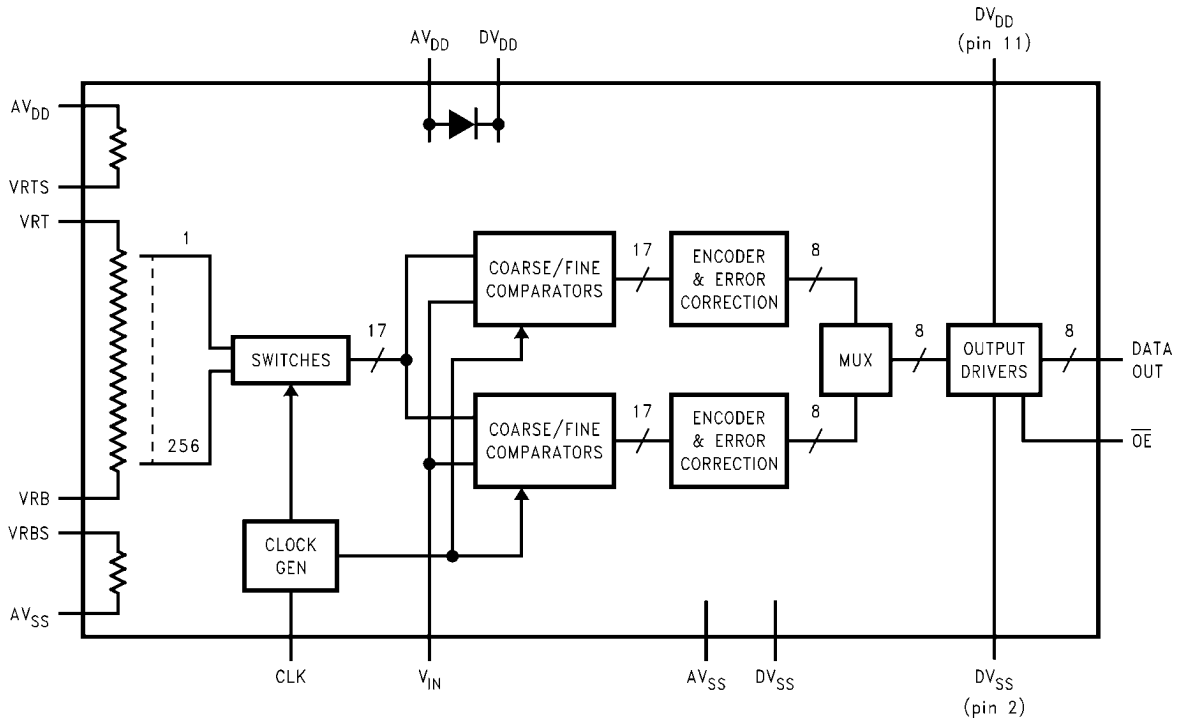 DVDD
(pin 11)
AVDD
DVDD
AVDD
VRTS
VRT
1
256
VRB
VRBS
AVSS
SWITCHES
17
CLOCK
GEN
COARSE/FINE
COMPARATORS
17
ENCODER
& ERROR
CORRECTION
8
COARSE/FINE
COMPARATORS
17
ENCODER
& ERROR
CORRECTION
8
MUX
8
OUTPUT
DRIVERS
8
DATA
OUT
OE
CLK
VIN
AVSS
DVSS
DVSS
(pin 2)